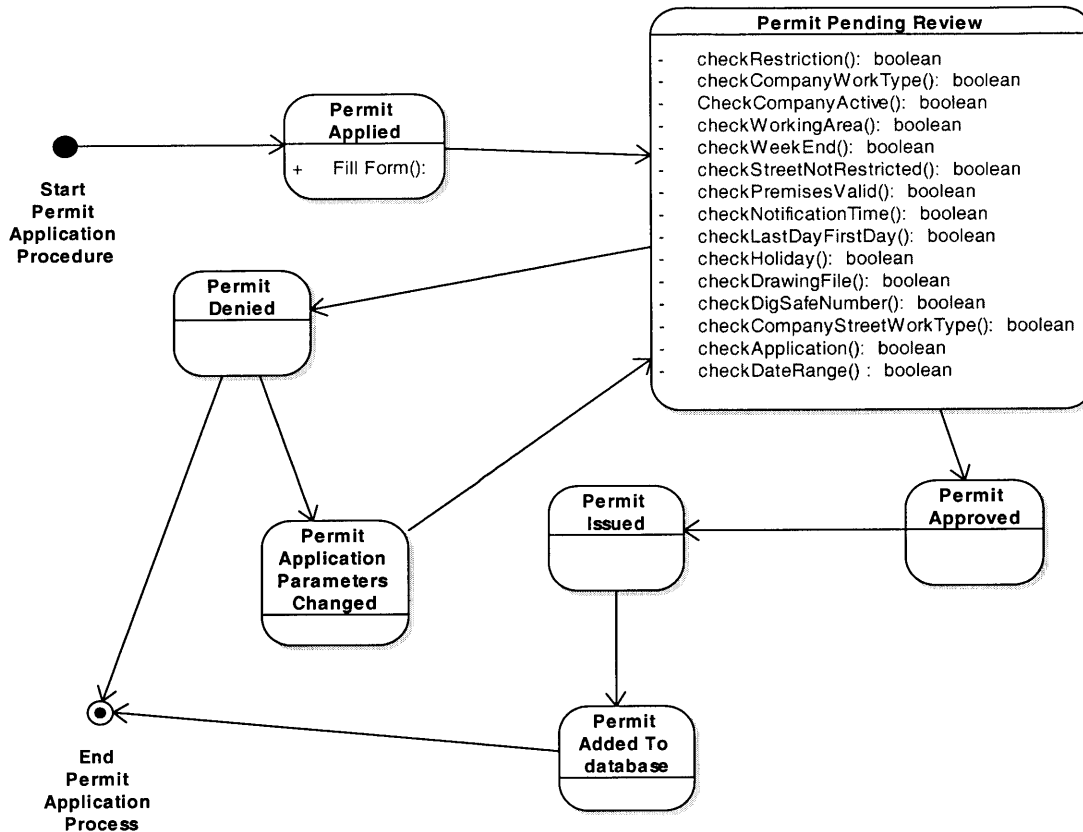 Permit Pending Review
- checkRestriction(): boolean
- checkCompanyWorkType(): boolean
- CheckCompanyActive(): boolean
- checkWorkingArea(): boolean
- checkWeekEnd(): boolean
- checkStreetNotRestricted(): boolean
- checkPremisesValid(): boolean
- checkNotificationTime(): boolean
- checkLastDayFirstDay(): boolean
- checkHoliday(): boolean
- checkDrawingFile(): boolean
- checkDigSafeNumber(): boolean
- checkCompanyStreetWorkType(): boolean
- checkApplication(): boolean
- checkDateRange() : boolean
Permit
Applied
+ Fill Form():
Start
Permit
Application
Procedure
Permit
Denied
Permit
Application
Parameters
Changed
Permit
Issued
Permit
Approved
Permit
Added To
database
End
Permit
Application
Process